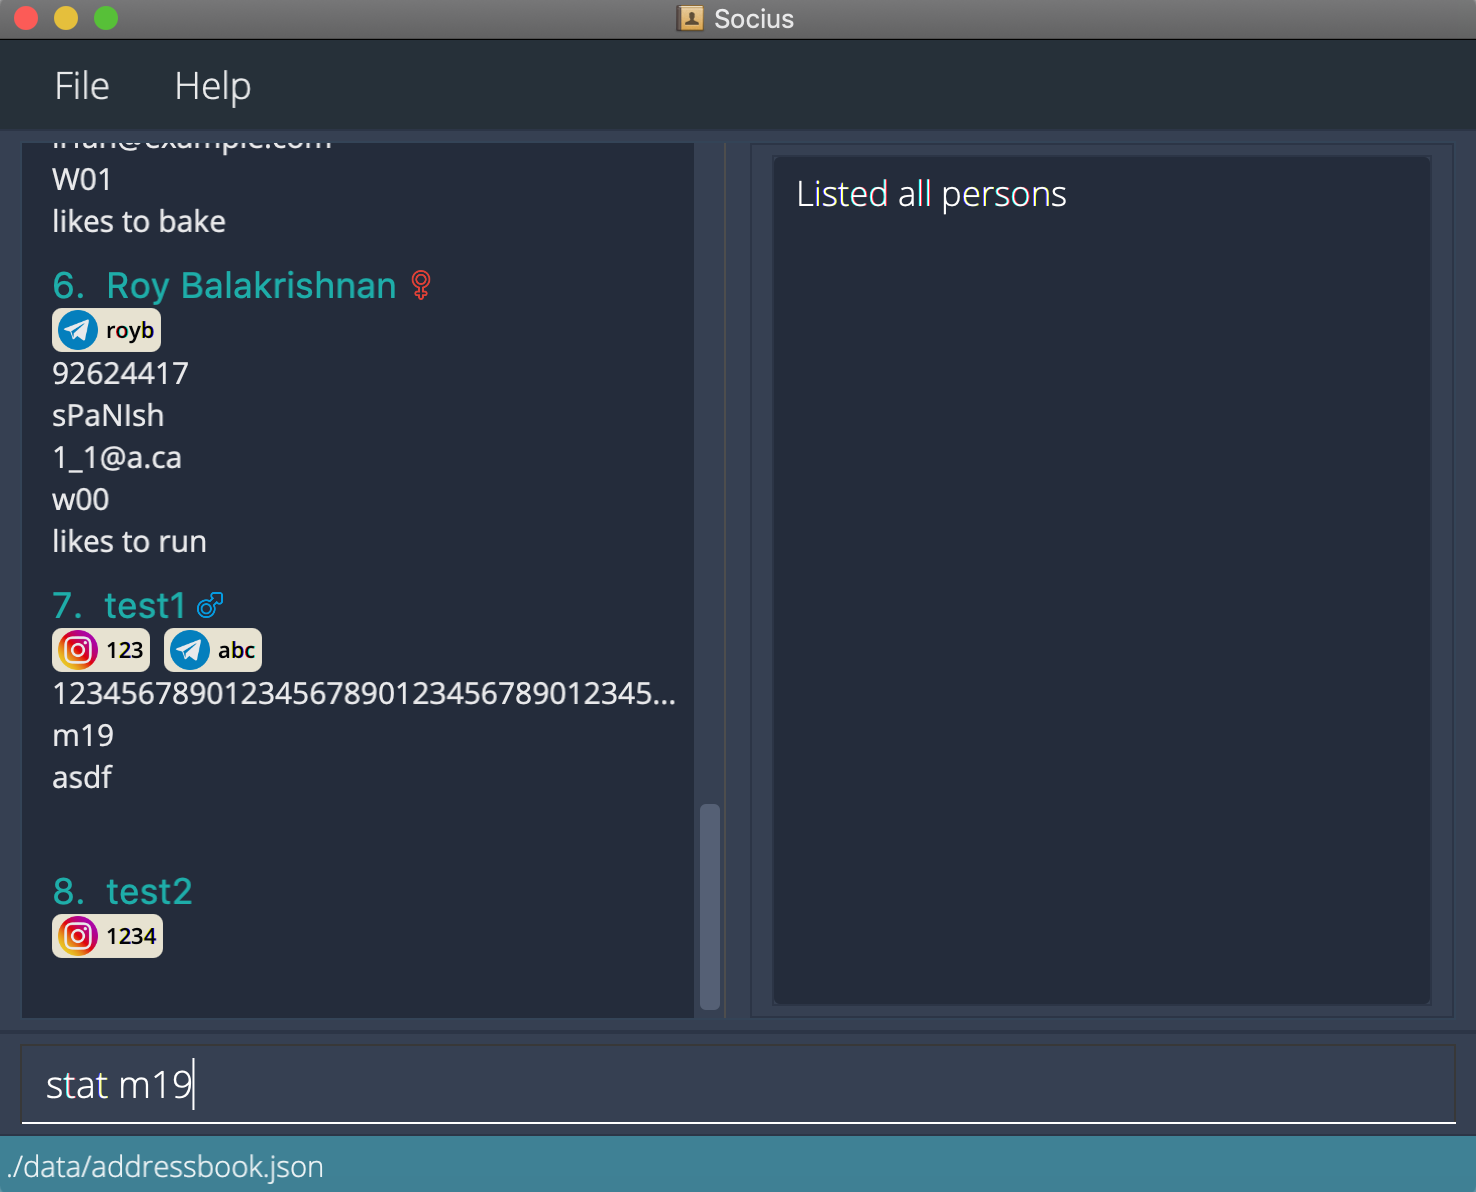 Socius
File Help
W01
likes to bake
6. Roy Balakrishnan
royb
92624417
sPaNIsh
1_1@a.ca
w00
likes to run
7. test1
123 abc
12345678901234567890123456789012345...
m19
asdf
8. test2
1234
Listed all persons
stat m19
./data/addressbook.json